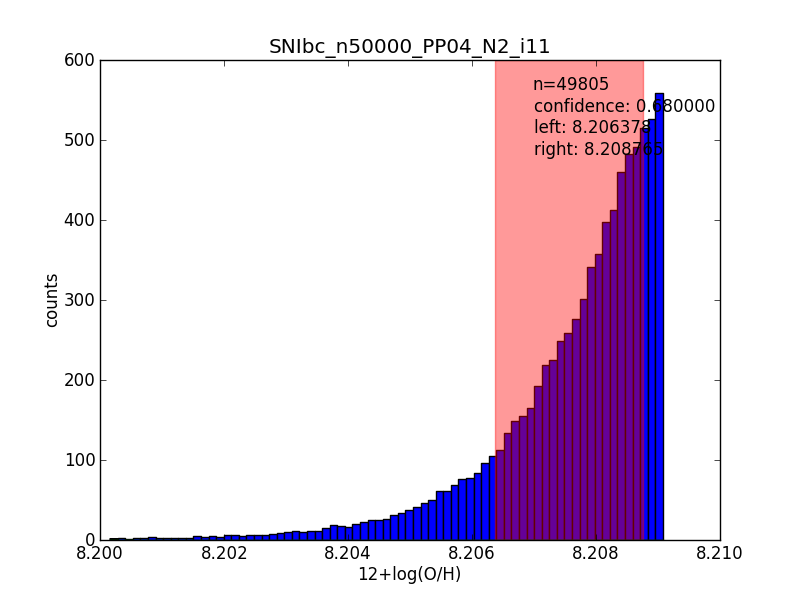 SNIbc_n50000_PP04_N2_i11
600
n=49805
confidence: 0.680000
left: 8.206378
right: 8.208765
500
400
300
200
100
0
counts
8.200 8.202 8.204 8.206 8.208 8.210
12+log(O/H)